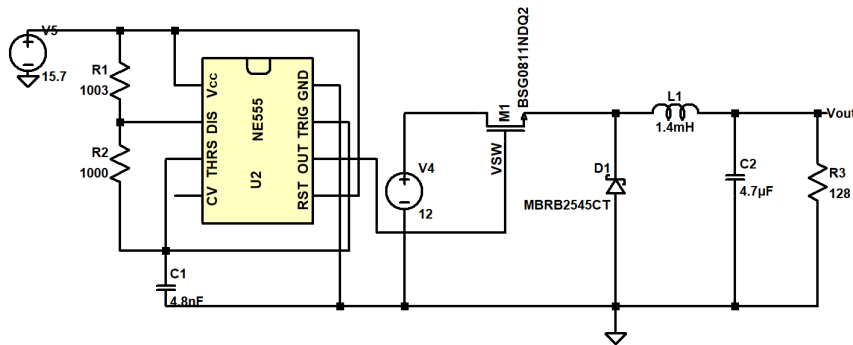 V5
15.7
R1
1003
R2
1000
C1
4.8nF
Vcc
DIS
THRS
CV
NE555
U2
GND
TRIG
OUT
RST
V4
12
M1
BSG0811NDQ2
VSW
D1
MBRB2545CT
L1
1.4mH
C2
4.7µF
R3
128
Vout